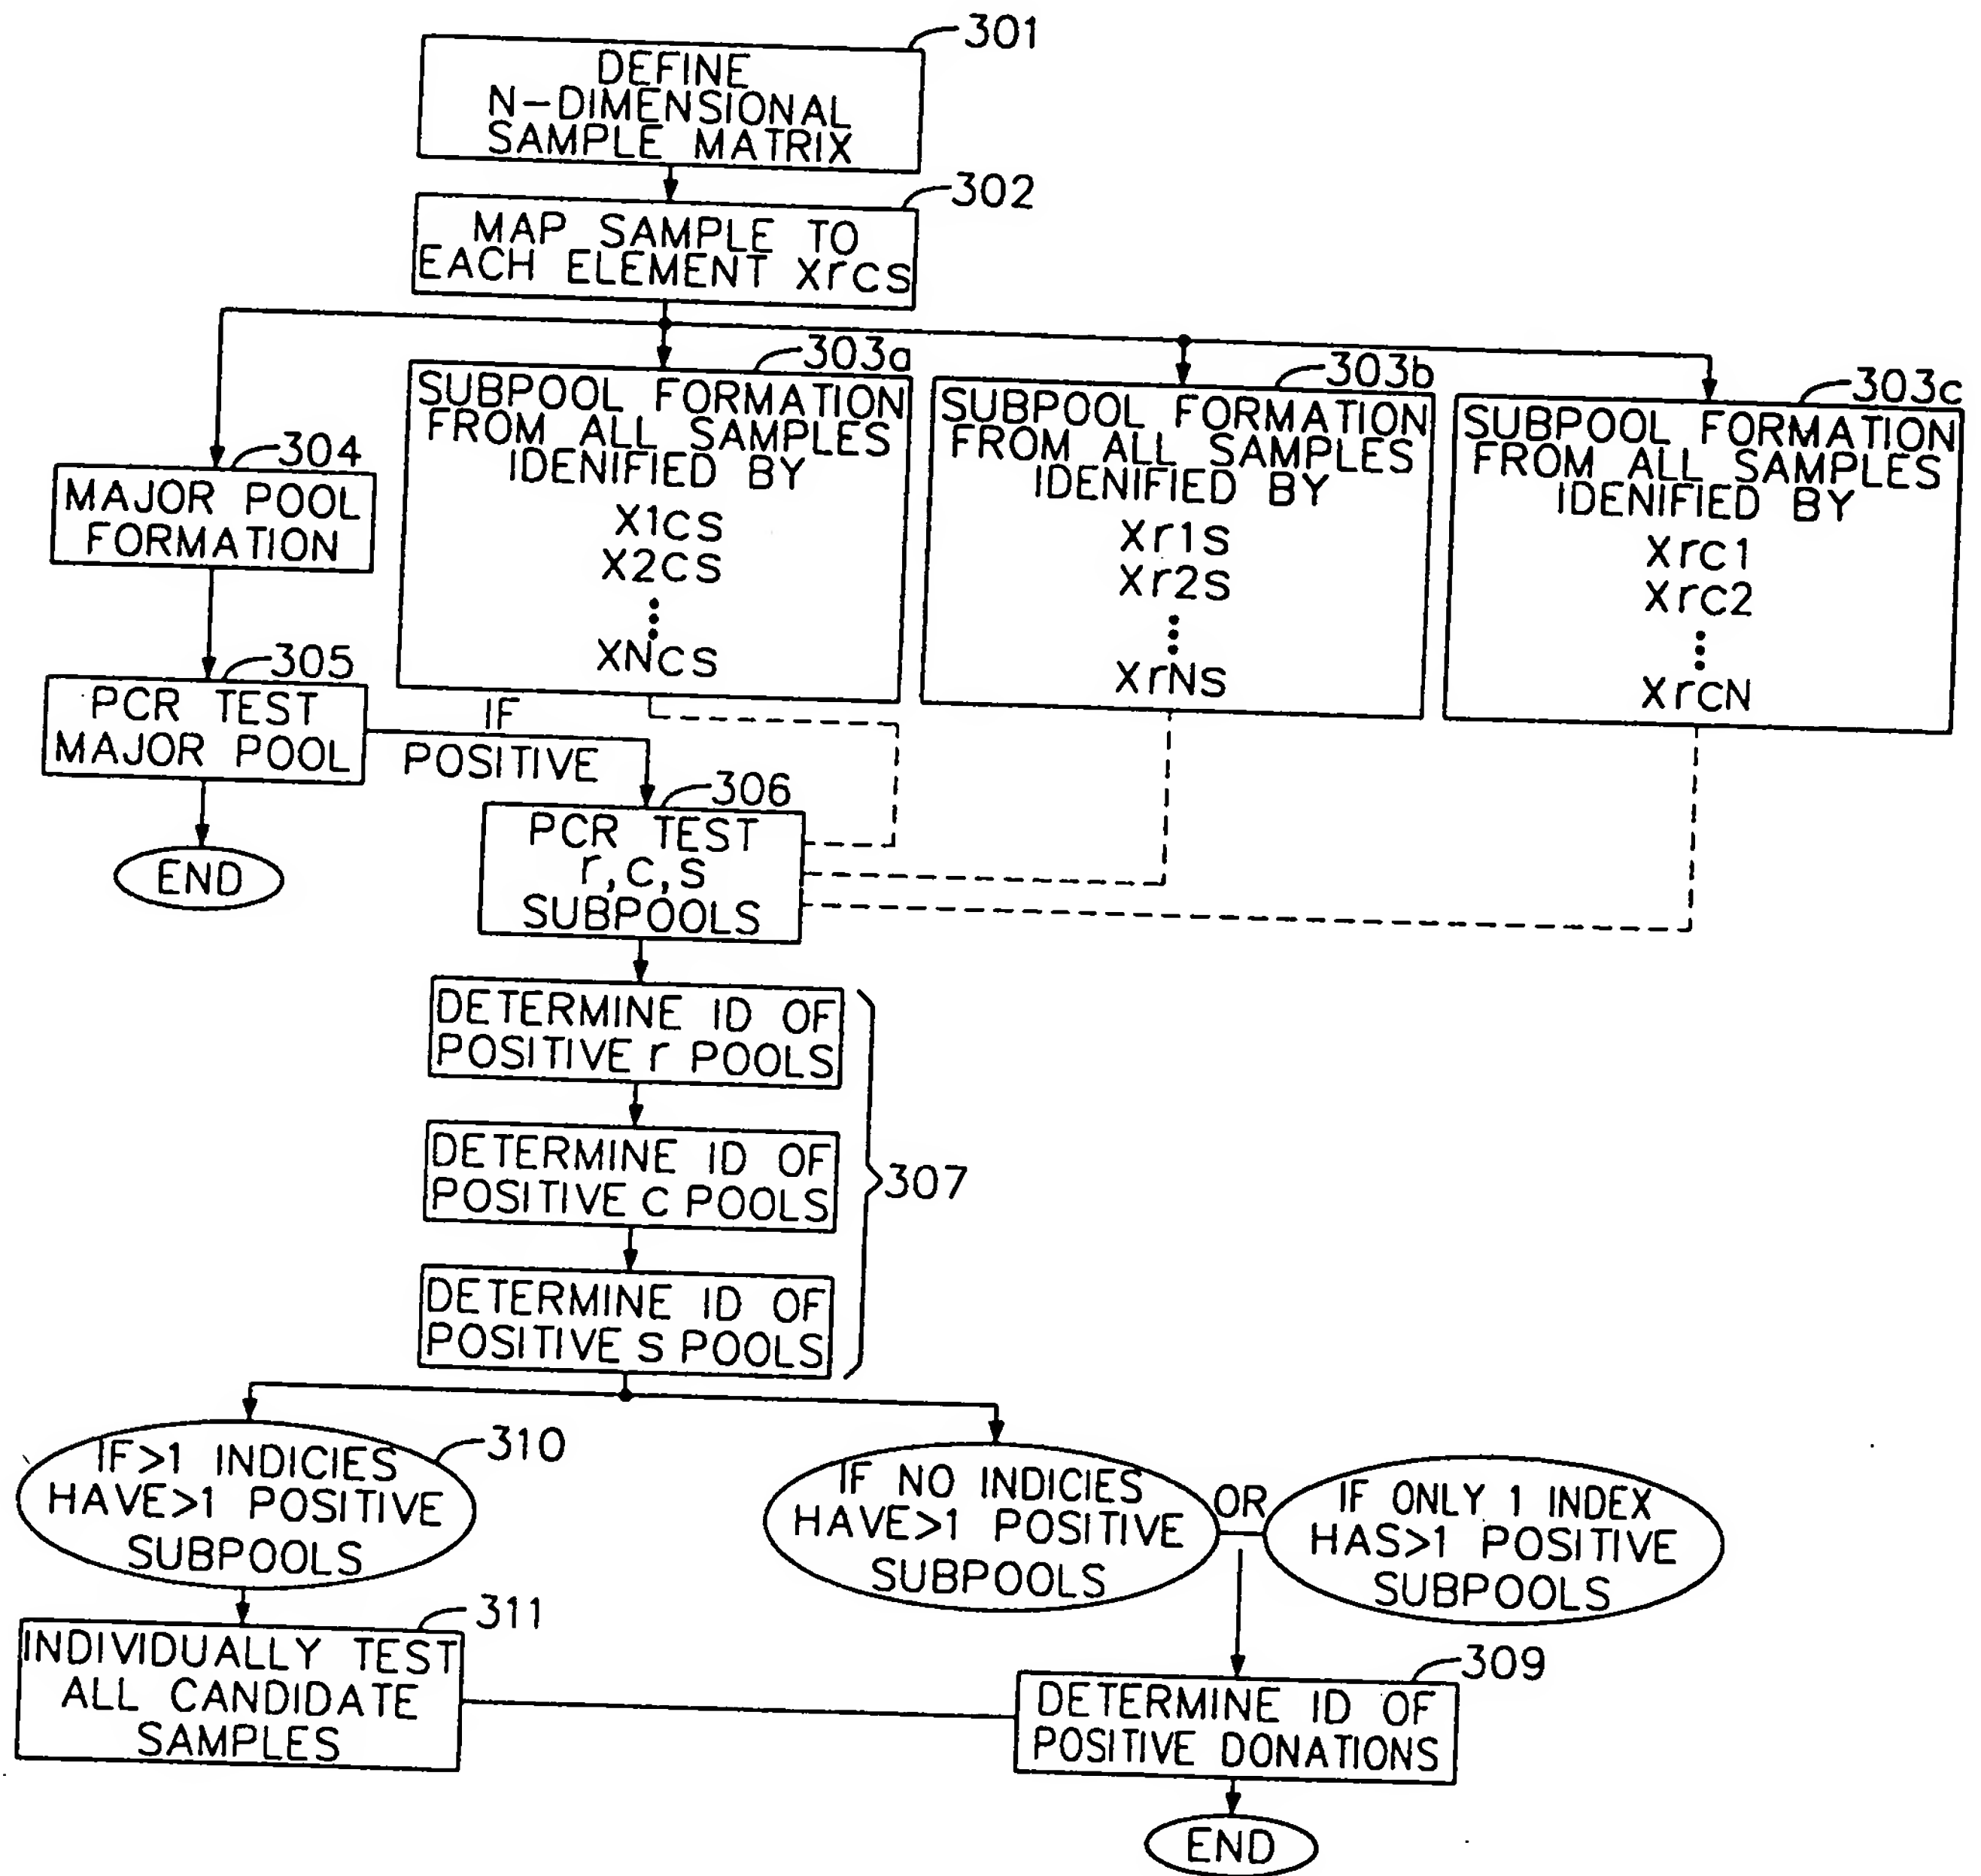 301
DEFINE
N-DIMENSIONAL
SAMPLE MATRIX
302
MAP SAMPLE TO
EACH ELEMENT Xrcs
303a
SUBPOOL FORMATION
FROM ALL SAMPLES
IDENIFIED BY
X1cs
X2cs
XNcs
303b
SUBPOOL FORMATION
FROM ALL SAMPLES
IDENIFIED BY
Xr1s
Xr2s
XrNs
303c
SUBPOOL FORMATION
FROM ALL SAMPLES
IDENIFIED BY
Xrc1
Xrc2
XrcN
304
MAJOR POOL
FORMATION
305
PCR TEST
MAJOR POOL
IF
POSITIVE
END
306
PCR TEST
r,c,s
SUBPOOLS
DETERMINE ID OF
POSITIVE r POOLS
DETERMINE ID OF
POSITIVE c POOLS
307
DETERMINE ID OF
POSITIVE s POOLS
310
IF>1 INDICIES
HAVE>1 POSITIVE
SUBPOOLS
IF NO INDICIES
HAVE>1 POSITIVE
SUBPOOLS
OR
IF ONLY 1 INDEX
HAS>1 POSITIVE
SUBPOOLS
311
INDIVIDUALLY TEST
ALL CANDIDATE
SAMPLES
309
DETERMINE ID OF
POSITIVE DONATIONS
END